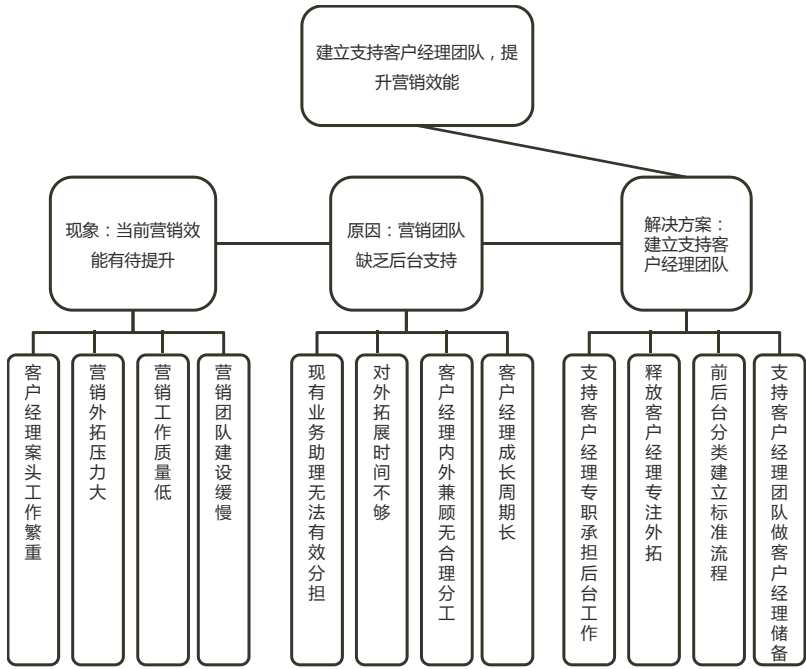 建立支持客户经理团队，提
升营销效能
现象：当前营销效
能有待提升
原因：营销团队
缺乏后台支持
解决方案：
建立支持客
户经理团队
客户经理案头工作繁重
营销外拓压力大
营销工作质量低
营销团队建设缓慢
现有业务助理无法有效分担
对外拓展时间不够
客户经理内外兼顾无合理分工
客户经理成长周期长
支持客户经理专职承担后台工作
释放客户经理专注外拓
前后台分类建立标准流程
支持客户经理团队做客户经理储备